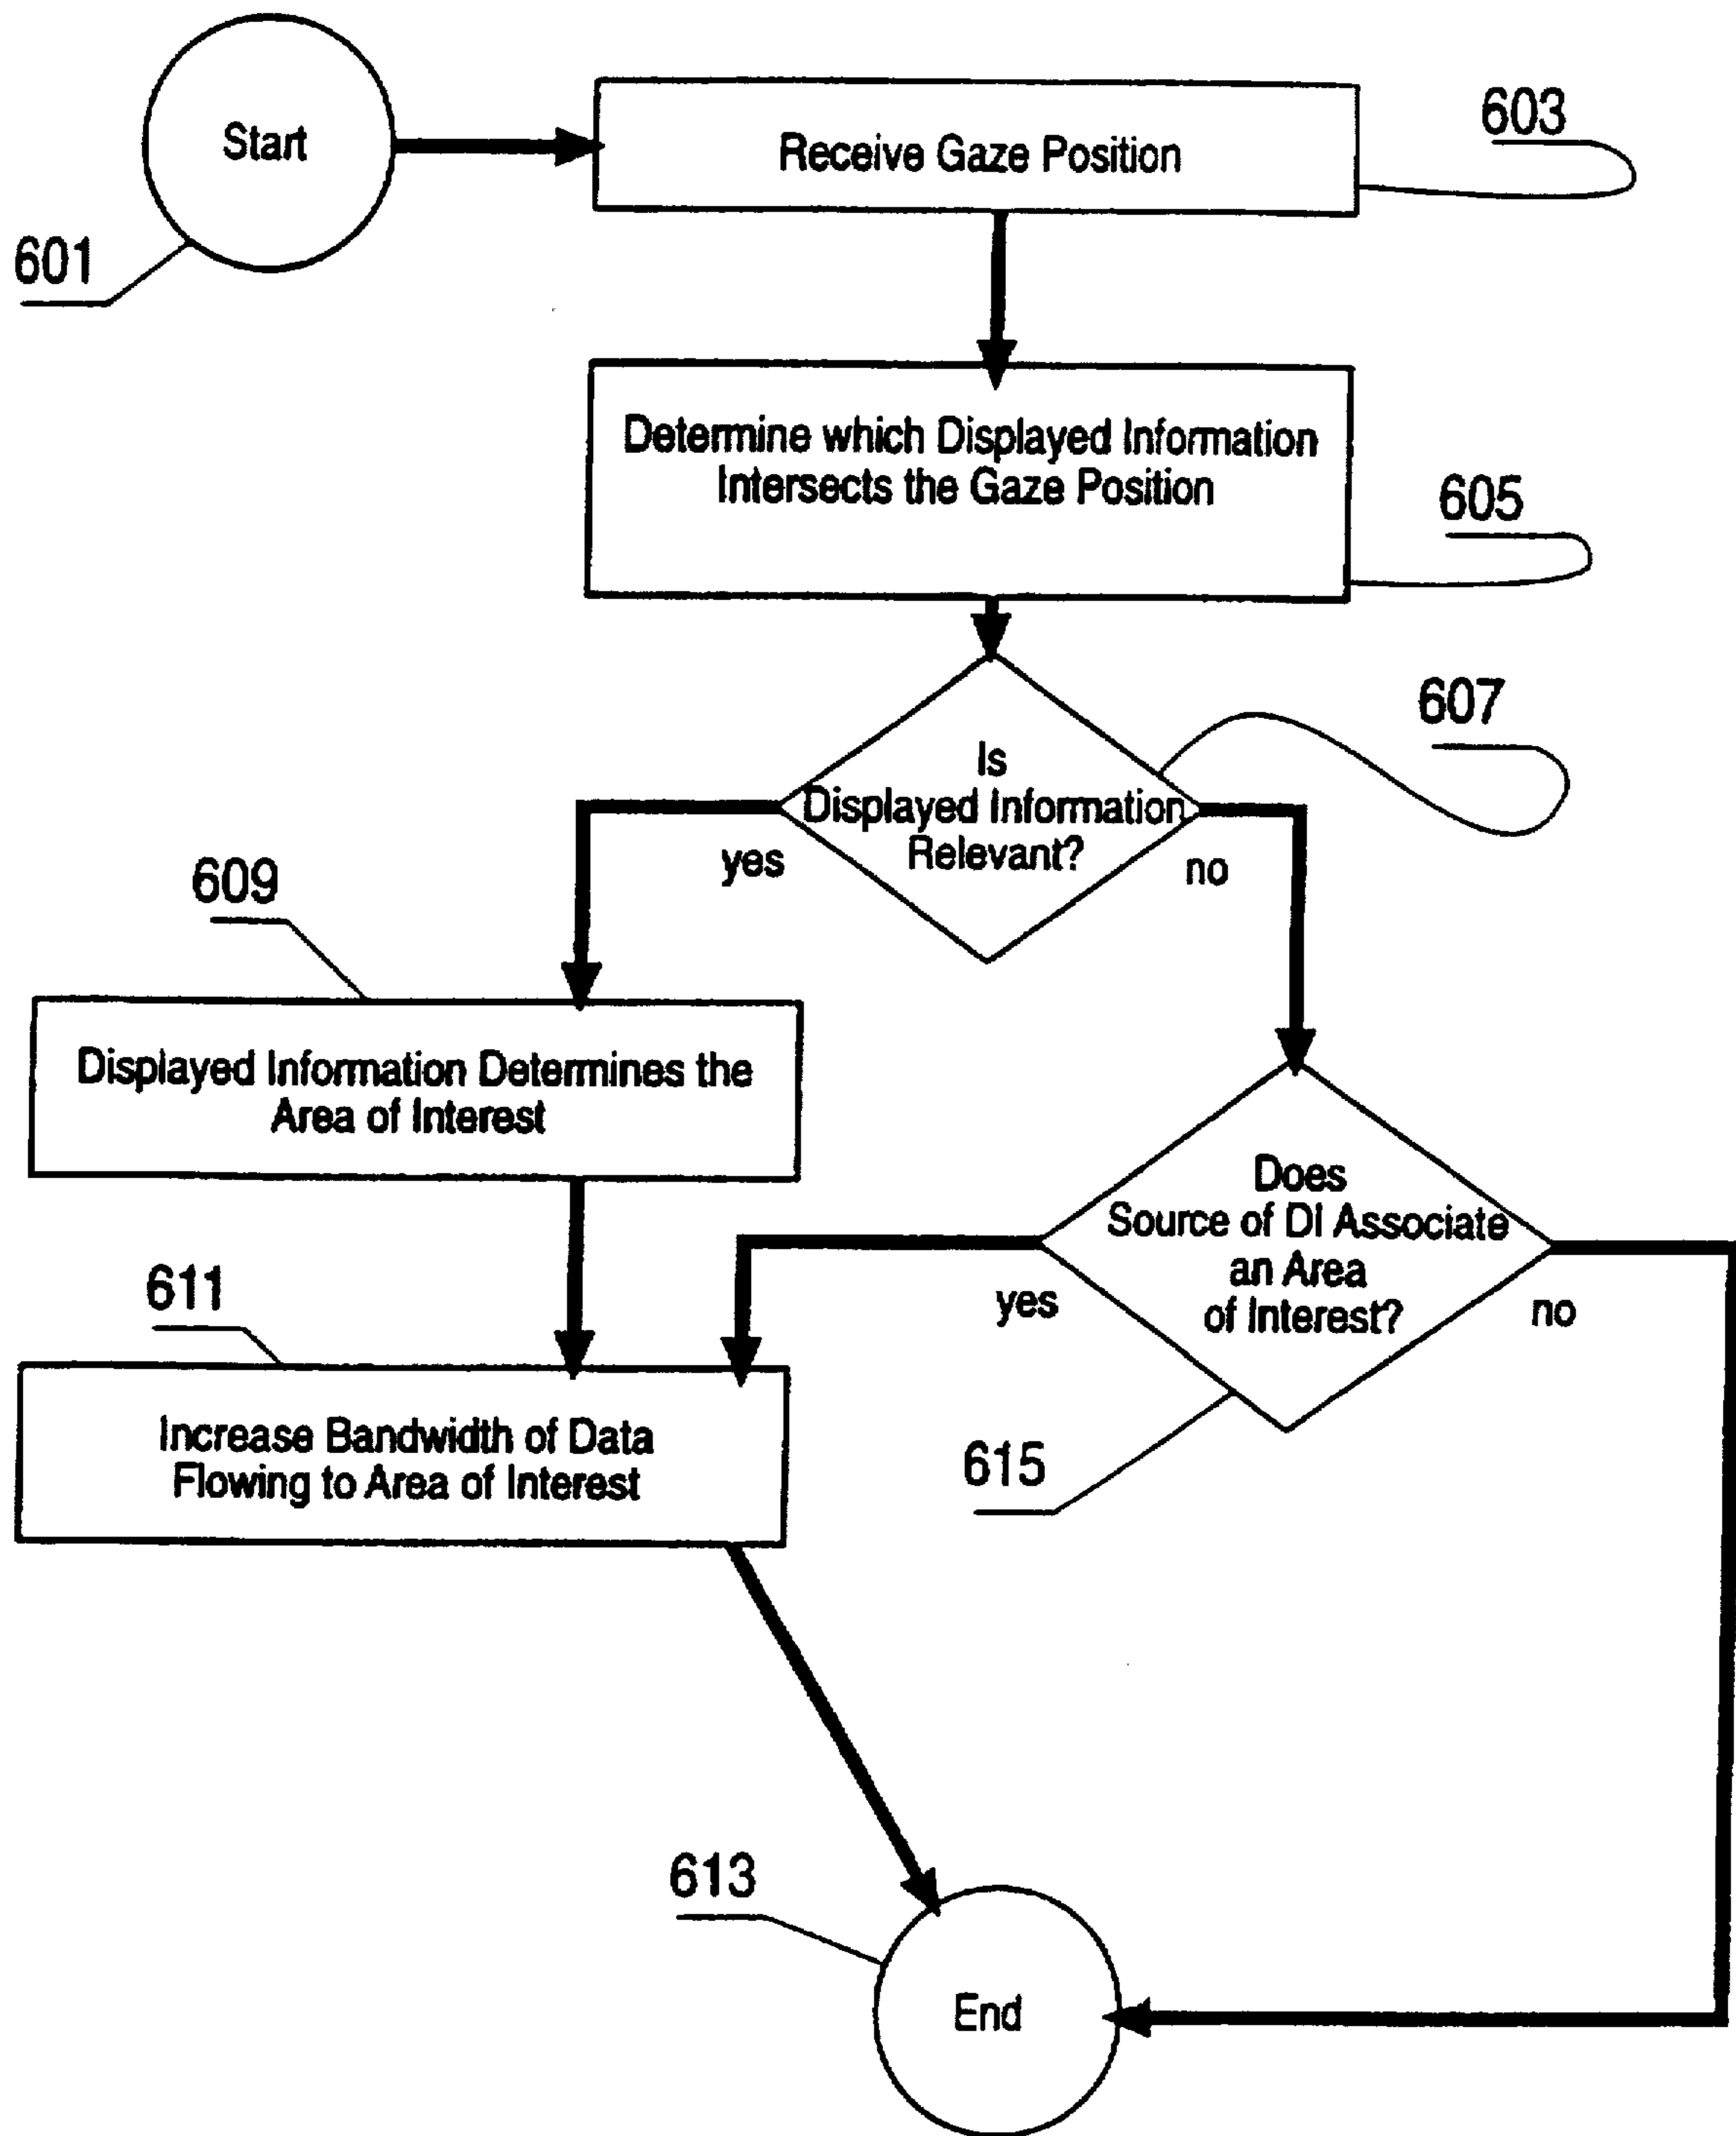 Start
601
Receive Gaze Position
603
Determine which Displayed Information
Intersects the Gaze Position
605
Is
Displayed Information
Relevant?
607
yes
no
609
Displayed Information Determines the
Area of Interest
Does
Source of DI Associate
an Area
of Interest?
yes
no
615
611
Increase Bandwidth of Data
Flowing to Area of Interest
613
End